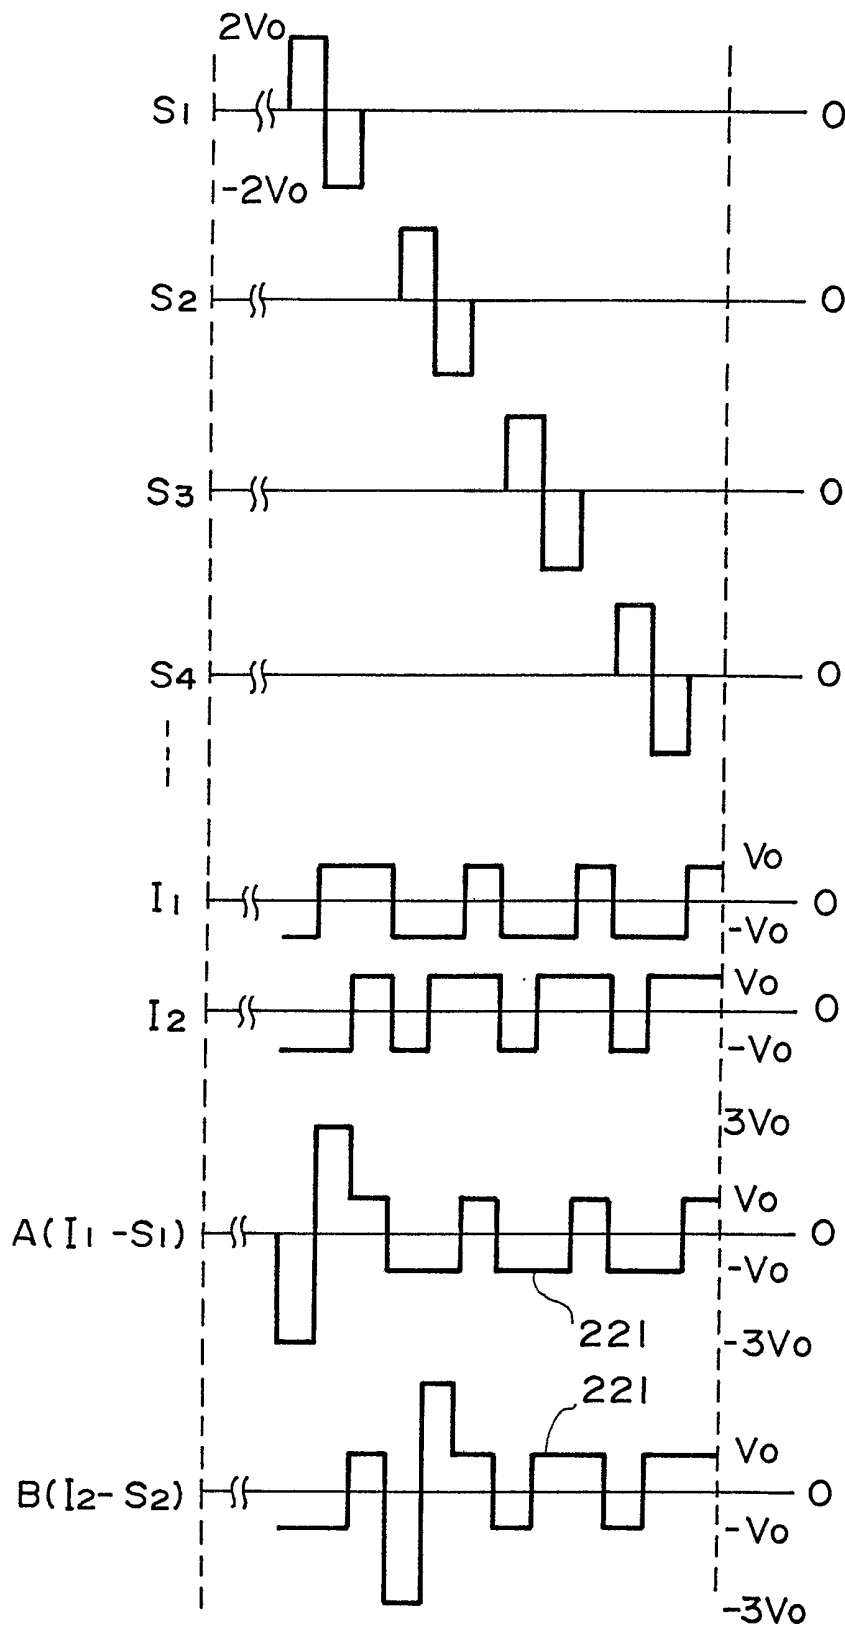 2Vo
S1 0
-2Vo
S2 0
S3 0
S4 0
Vo
I1 0
-Vo
Vo
I2 0
-Vo
3Vo
Vo
A(I1-S1) 0
-Vo
221
-3Vo
221
Vo
B(I2-S2) 0
-Vo
-3Vo